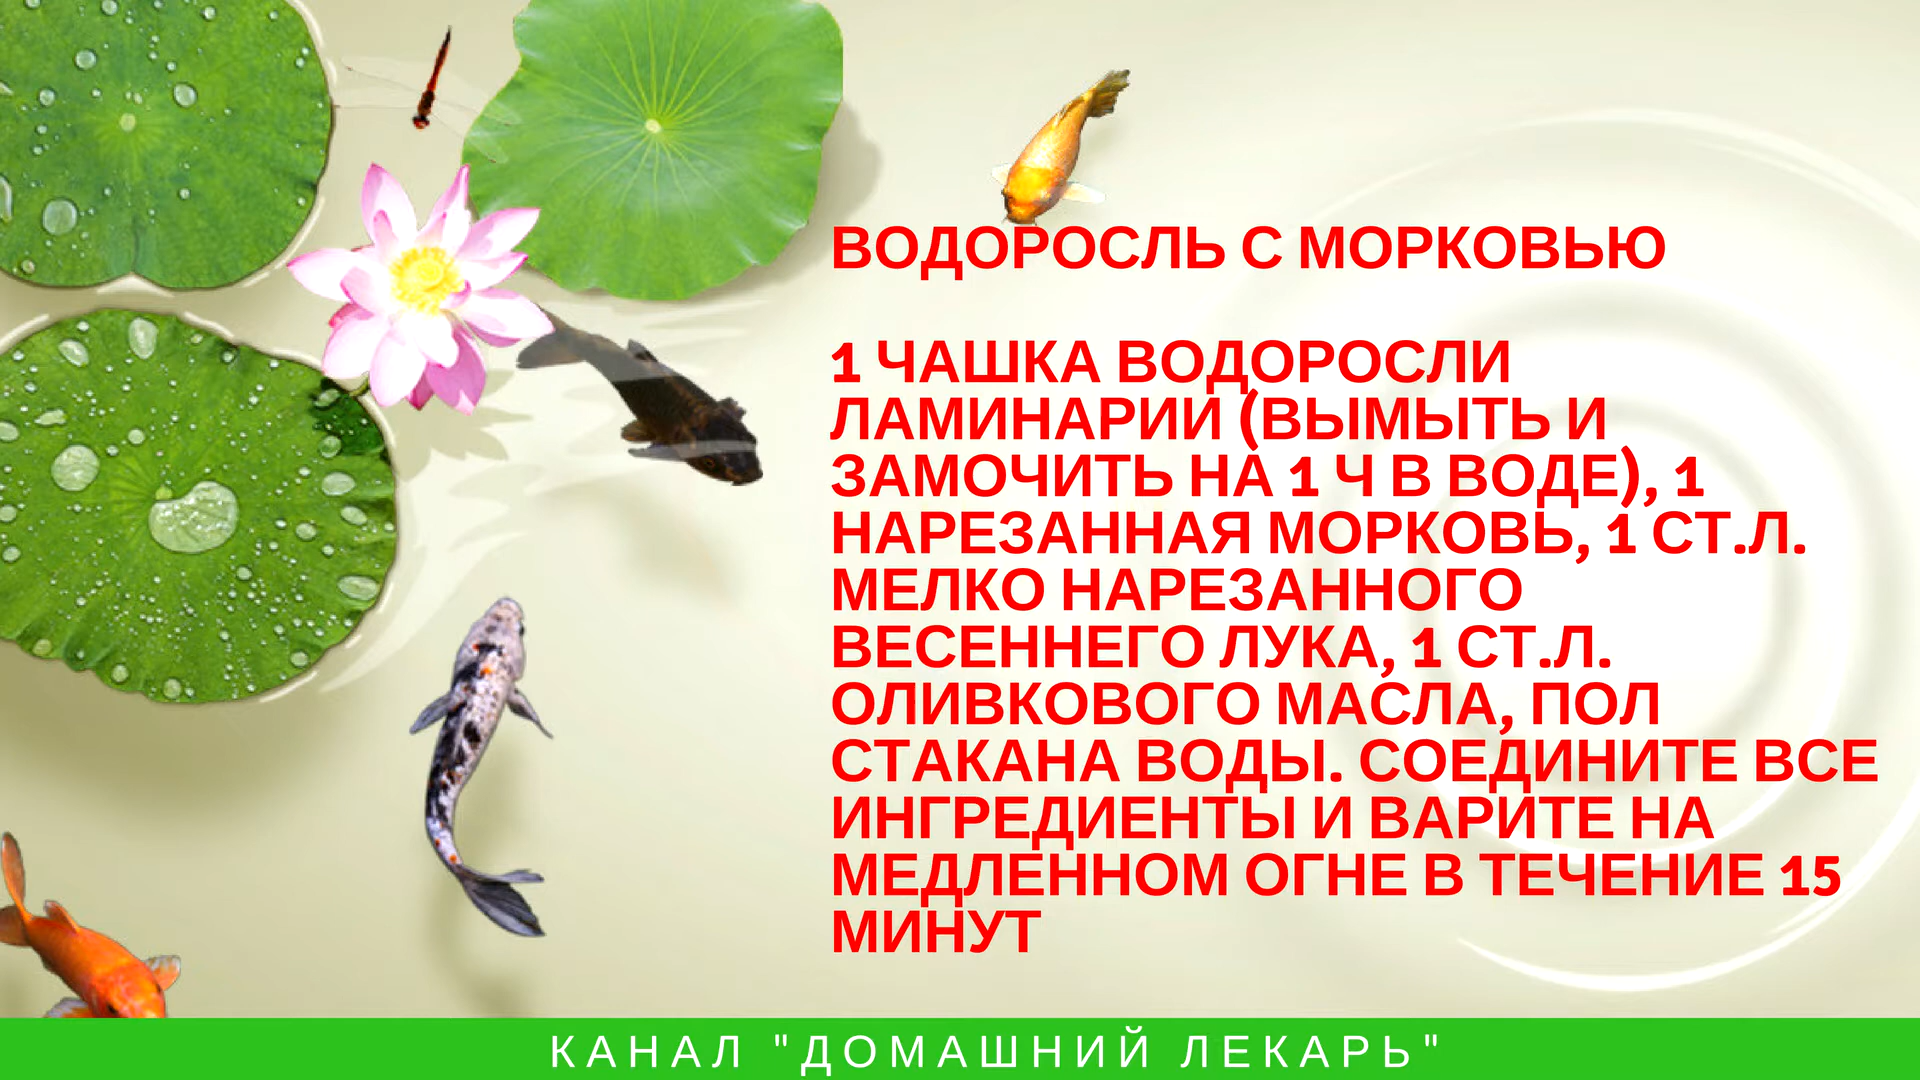 ВОДОРОСЛЬ С МОРКОВЬЮ
1 ЧАШКА ВОДОРОСЛИ
ЛАМИНАРИИ (ВЫМЫТЬ И
ЗАМОЧИТЬ НА 1 Ч В ВОДЕ), 1
НАРЕЗАННАЯ МОРКОВЬ, 1 СТ.Л.
МЕЛКО НАРЕЗАННОГО
ВЕСЕННЕГО ЛУКА, 1 СТ.Л.
ОЛИВКОВОГО МАСЛА, ПОЛ
СТАКАНА ВОДЫ. СОЕДИНИТЕ ВСЕ
ИНГРЕДИЕНТЫ И ВАРИТЕ НА
МЕДЛЕННОМ ОГНЕ В ТЕЧЕНИЕ 15
МИНУТ
КАНАЛ "ДОМАШНИЙ ЛЕКАРЬ"